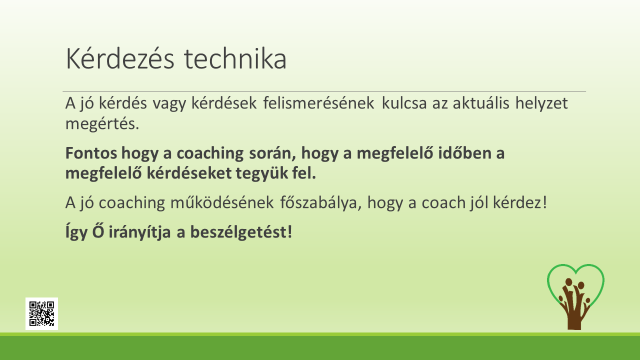 Kérdezés technika
A jó kérdés vagy kérdések felismerésének kulcsa az aktuális helyzet
megértés.
Fontos hogy a coaching során, hogy a megfelelő időben a
megfelelő kérdéseket tegyük fel.
A jó coaching működésének főszabálya, hogy a coach jól kérdez!
Így Ő irányítja a beszélgetést!